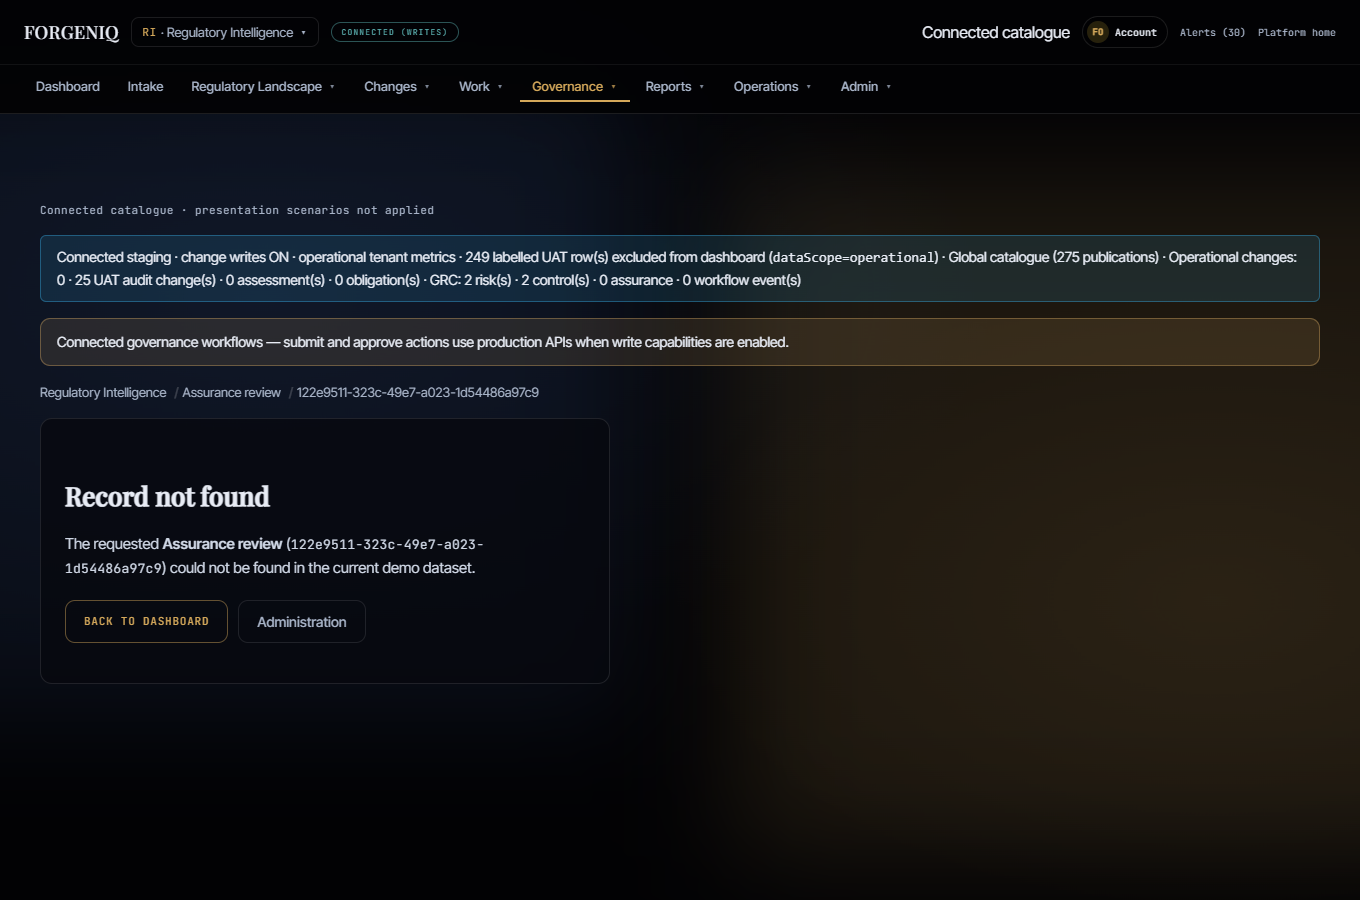 FORGENIQ
RI · Regulatory Intelligence
CONNECTED (WRITES)
Connected catalogue
FO Account
Alerts (30)
Platform home
Dashboard
Intake
Regulatory Landscape
Changes
Work
Governance
Reports
Operations
Admin
Connected catalogue · presentation scenarios not applied
Connected staging · change writes ON · operational tenant metrics · 249 labelled UAT row(s) excluded from dashboard (dataScope=operational) · Global catalogue (275 publications) · Operational changes:
0 · 25 UAT audit change(s) · 0 assessment(s) · 0 obligation(s) · GRC: 2 risk(s) · 2 control(s) · 0 assurance · 0 workflow event(s)
Connected governance workflows — submit and approve actions use production APIs when write capabilities are enabled.
Regulatory Intelligence / Assurance review / 122e9511-323c-49e7-a023-1d54486a97c9
Record not found
The requested Assurance review (122e9511-323c-49e7-a023-
1d54486a97c9) could not be found in the current demo dataset.
BACK TO DASHBOARD
Administration